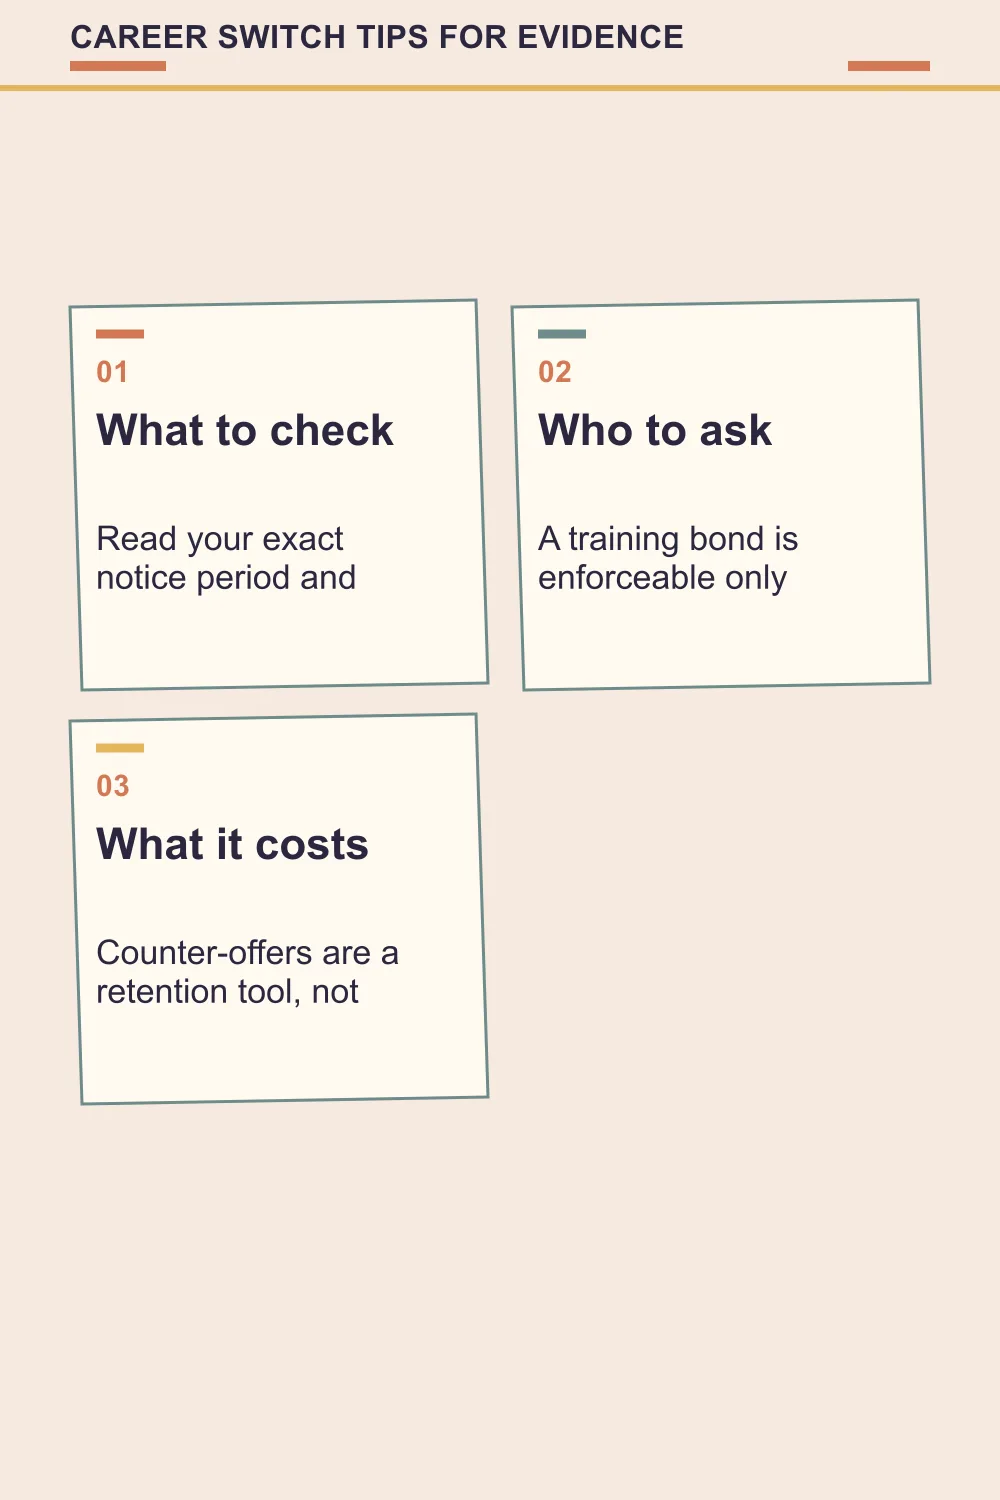 CAREER SWITCH TIPS FOR EVIDENCE
01
What to check
Read your exact
notice period and
02
Who to ask
A training bond is
enforceable only
03
What it costs
Counter-offers are a
retention tool, not